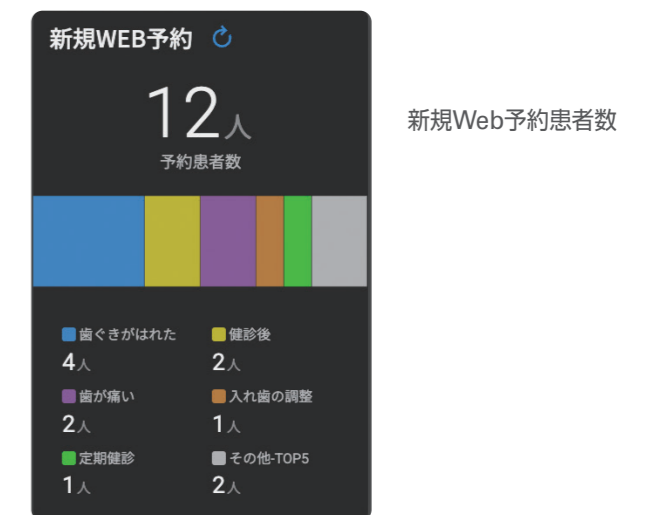 新規WEB予約
12人
予約患者数
新規Web予約患者数
歯ぐきがはれた
4人
健診後
2人
歯が痛い
2人
入れ歯の調整
1人
定期健診
1人
その他-TOP5
2人